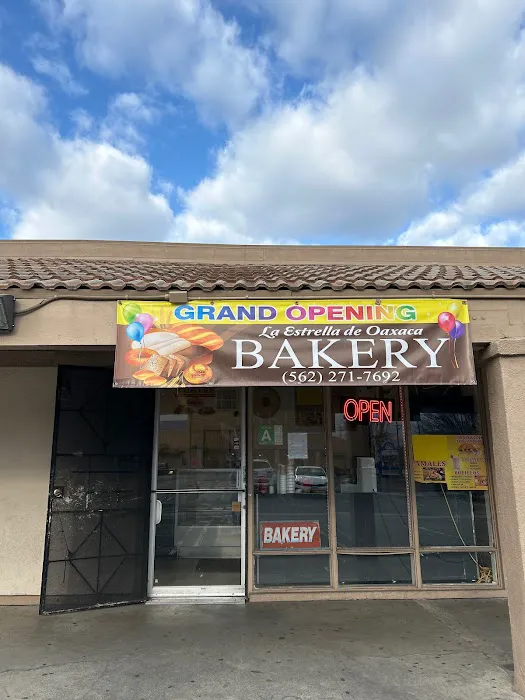 GRAND OPENING
La Estrella de Oaxaca
BAKERY
(562) 271-7692
OPEN
A
BAKERY